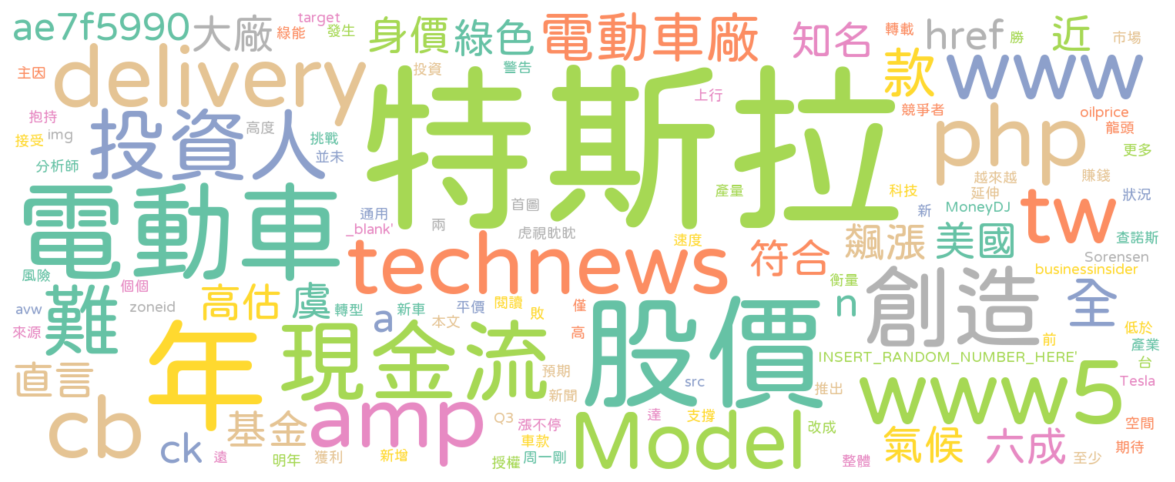 ae7f5990
大廠
target
綠能
發生
身價
綠色
電動車廠
知名
轉載
href
勝
近
市場
主因
delivery
投資
警告
款
www
抱持
接受
img
投資人
高度
挑戰
並未
分析師
特斯拉
上行
競爭者
oilprice
龍頭
php
更多
越來越
賺錢
延伸
產量
科技
新
MoneyDJ
tw
狀況
電動車
通用
_blank'
兩
首圖
虎視眈眈
速度
technews
符合
飆漲
美國
查諾斯
Sorensen
businessinsider
風險
個個
avw
zoneid
來源
難
高估
虞
轉型
新車
平價
閱讀
敗
a
本文
僅
高
股價
衡量
n
創造
全
前
低於
產業
台
年
現金流
預期
新聞
src
推出
INSERT_RANDOM_NUMBER_HERE'
www5
Tesla
直言
cb
ck
遠
基金
明年
獲利
amp
新增
Q3
漲不停
車款
授權
周一剛
Model
達
支撐
改成
整體
氣候
六成
至少
空間
期待